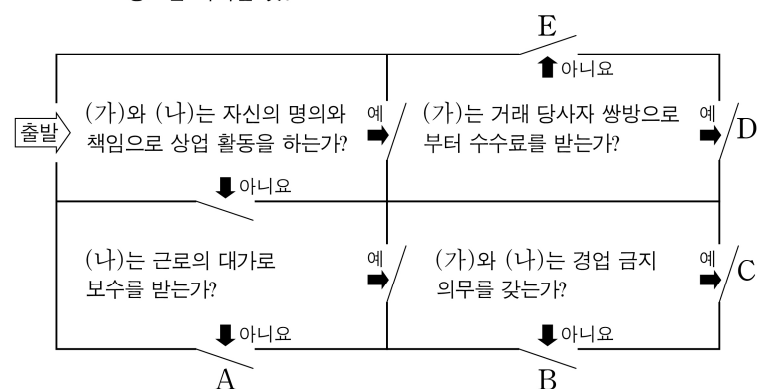 E
아니요
출발
(가)와 (나)는 자신의 명의와
책임으로 상업 활동을 하는가?
예
(가)는 거래 당사자 쌍방으로
부터 수수료를 받는가?
예
D
아니요
(나)는 근로의 대가로
보수를 받는가?
예
(가)와 (나)는 경업 금지
의무를 갖는가?
예
C
아니요
아니요
A
B